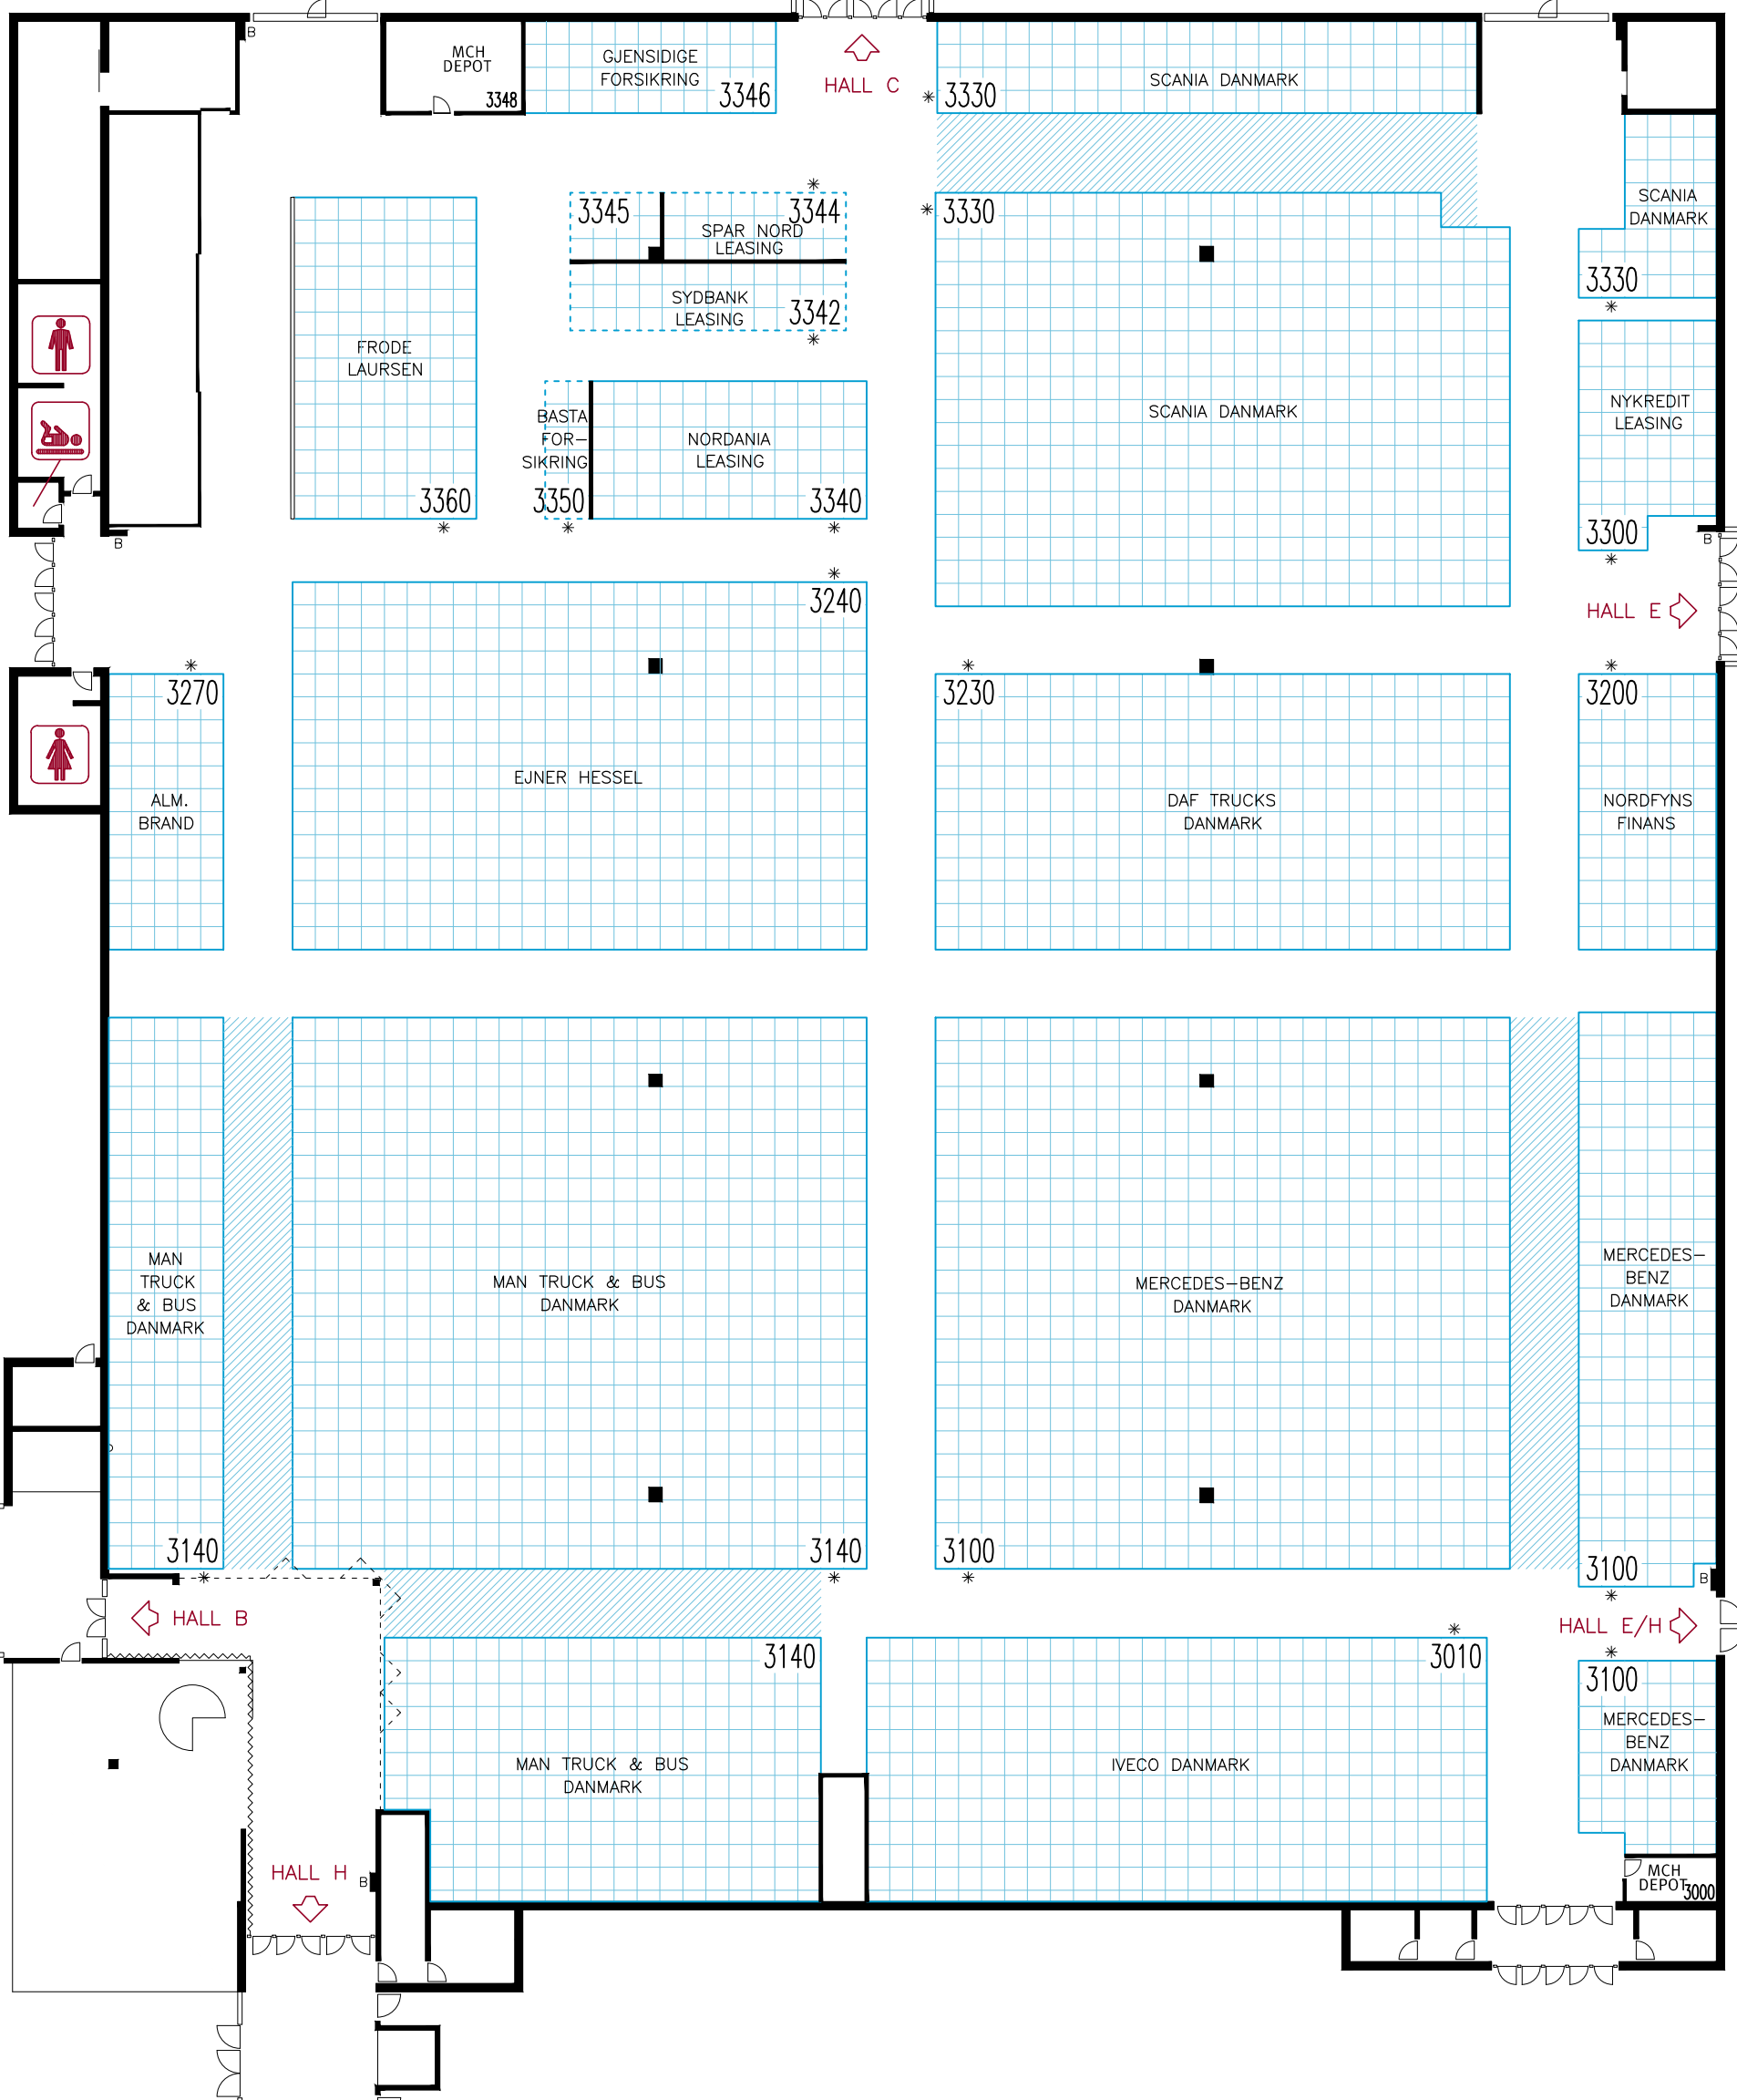 B
MCH
DEPOT
3348
GJENSIDIGE
FORSIKRING
3346
HALL C
3330
SCANIA DANMARK
SCANIA
DANMARK
3330
3345
3344
SPAR NORD
LEASING
SYDBANK
LEASING
3342
3330
SCANIA DANMARK
FRODE
LAURSEN
3360
BASTA
FOR-
SIKRING
3350
NORDANIA
LEASING
3340
NYKREDIT
LEASING
3300
B
B
HALL E
3240
EJNER HESSEL
3270
ALM.
BRAND
3230
DAF TRUCKS
DANMARK
3200
NORDFYNS
FINANS
MAN
TRUCK
& BUS
DANMARK
3140
MAN TRUCK & BUS
DANMARK
3140
MERCEDES-BENZ
DANMARK
3100
MERCEDES-
BENZ
DANMARK
3100
B
HALL B
HALL E/H
3140
MAN TRUCK & BUS
DANMARK
3010
IVECO DANMARK
3100
MERCEDES-
BENZ
DANMARK
HALL H
B
MCH
DEPOT
3000